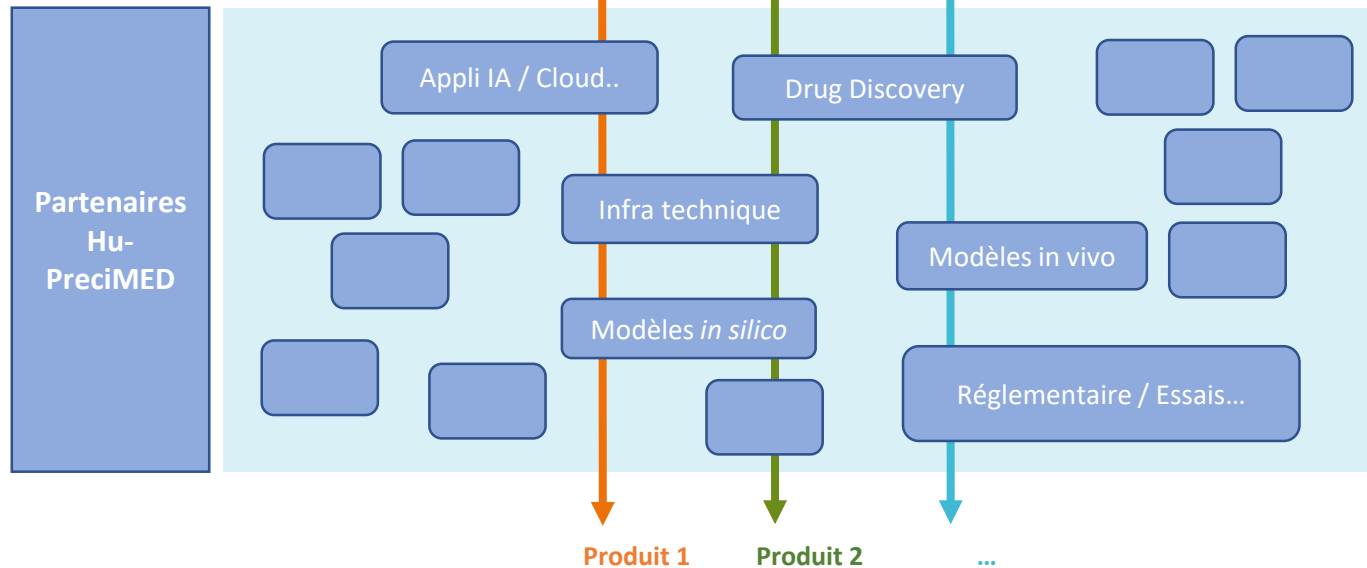 Partenaires
Hu-
PreciMED
Appli IA / Cloud..
Drug Discovery
Infra technique
Modèles in vivo
Modèles in silico
Réglementaire / Essais...
Produit 1
Produit 2
...